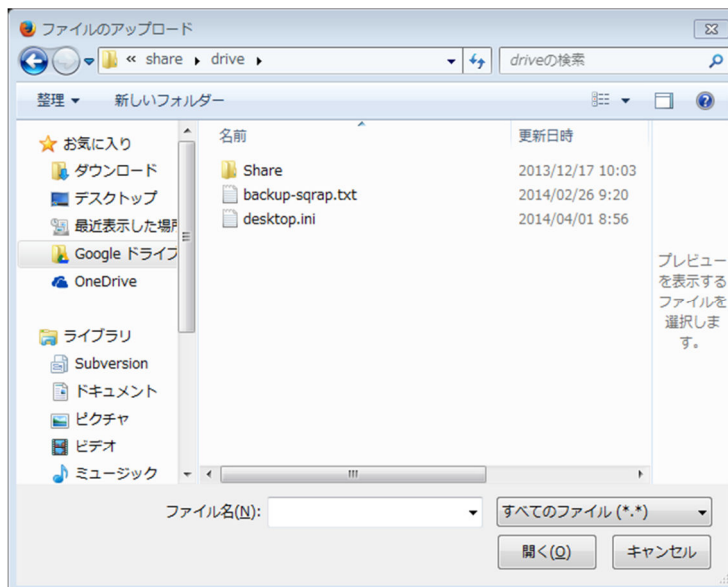 ファイルのアップロード
« share drive
driveの検索
整理 新しいフォルダー
お気に入り
ダウンロード
デスクトップ
最近表示した場所
Google ドライブ
OneDrive
ライブラリ
Subversion
ドキュメント
ピクチャ
ビデオ
ミュージック
名前 更新日時
Share 2013/12/17 10:03
backup-sqrap.txt 2014/02/26 9:20
desktop.ini 2014/04/01 8:56
プレビュー
を表示する
ファイルを
選択しま
す。
ファイル名(N):
すべてのファイル (*.*)
開く(O) キャンセル